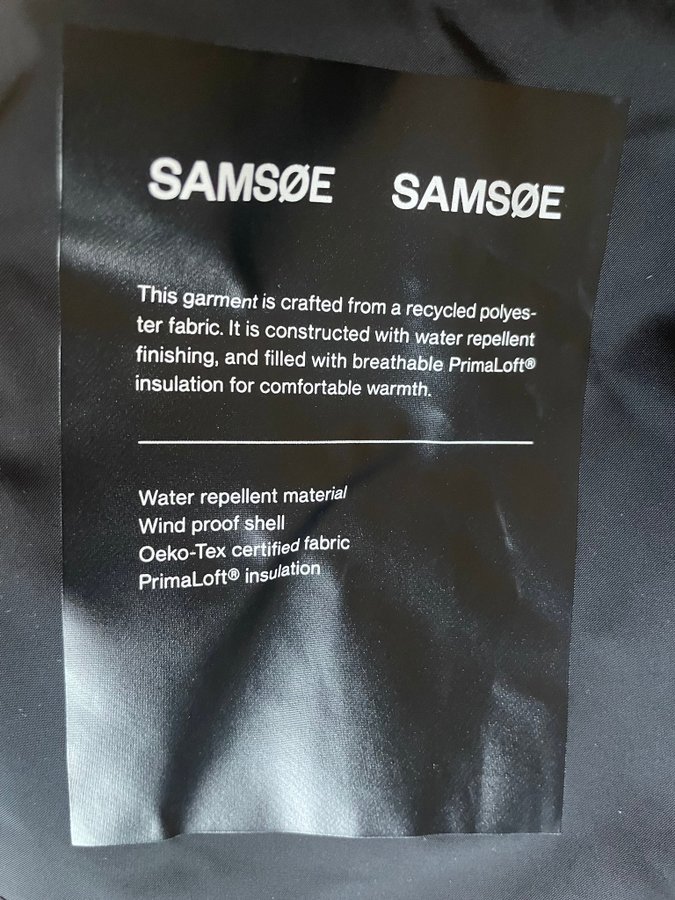 SAMSØE SAMSØE
This garment is crafted from a recycled polyes-
ter fabric. It is constructed with water repellent
finishing, and filled with breathable PrimaLoft®
insulation for comfortable warmth.
Water repellent material
Wind proof shell
Oeko-Tex certified fabric
PrimaLoft® insulation